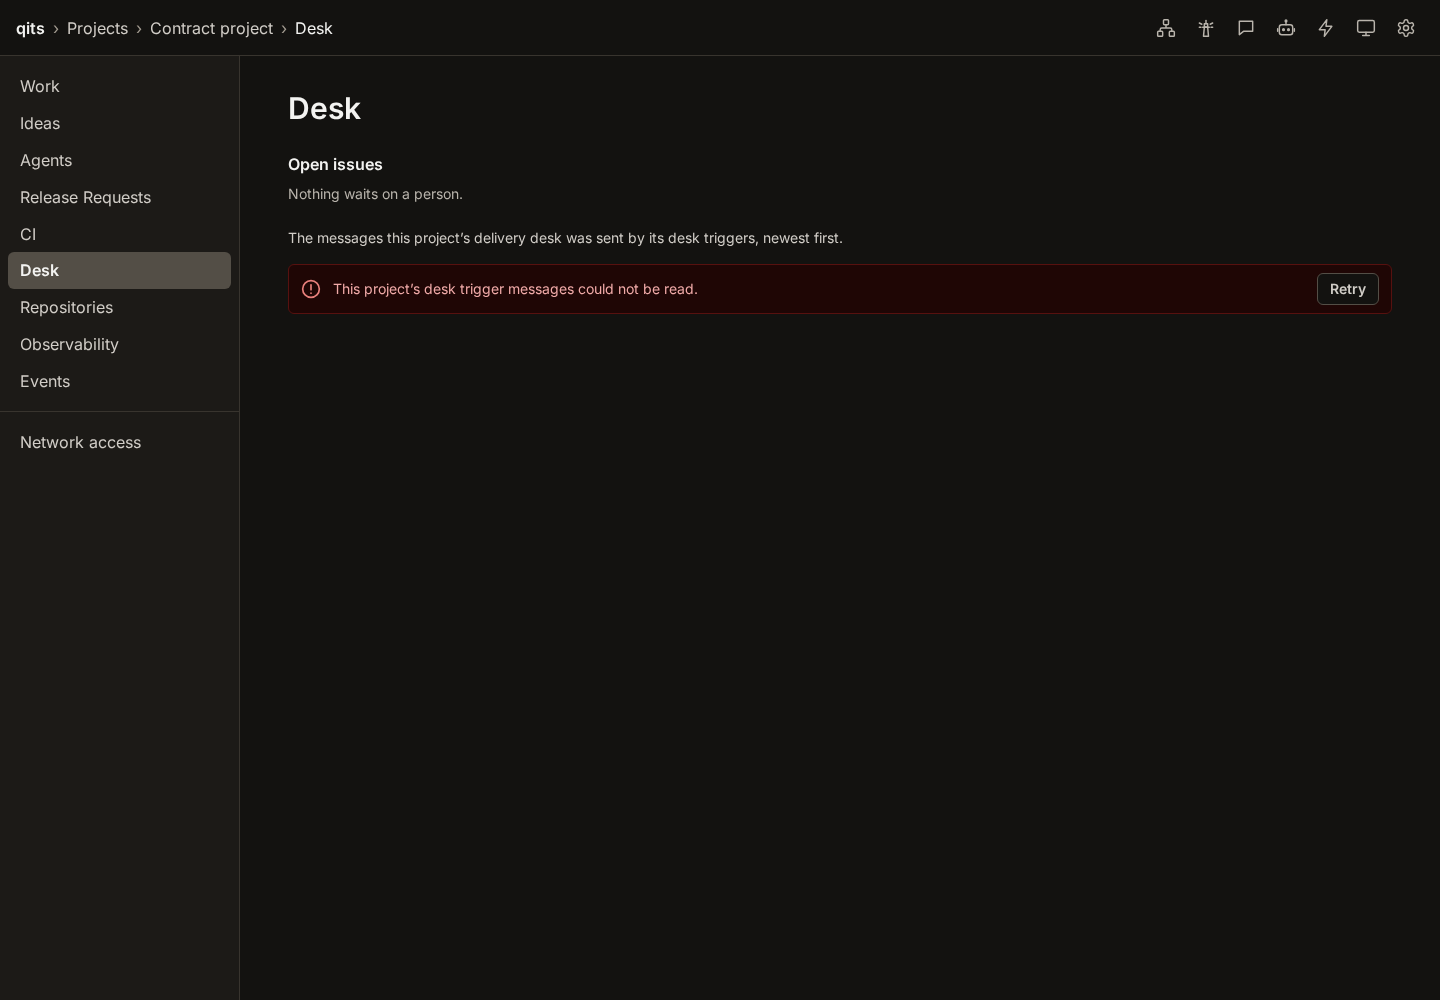 qits › Projects › Contract project › Desk
Work
Ideas
Agents
Release Requests
CI
Desk
Repositories
Observability
Events
Network access
Desk
Open issues
Nothing waits on a person.
The messages this project’s delivery desk was sent by its desk triggers, newest first.
This project’s desk trigger messages could not be read.
Retry